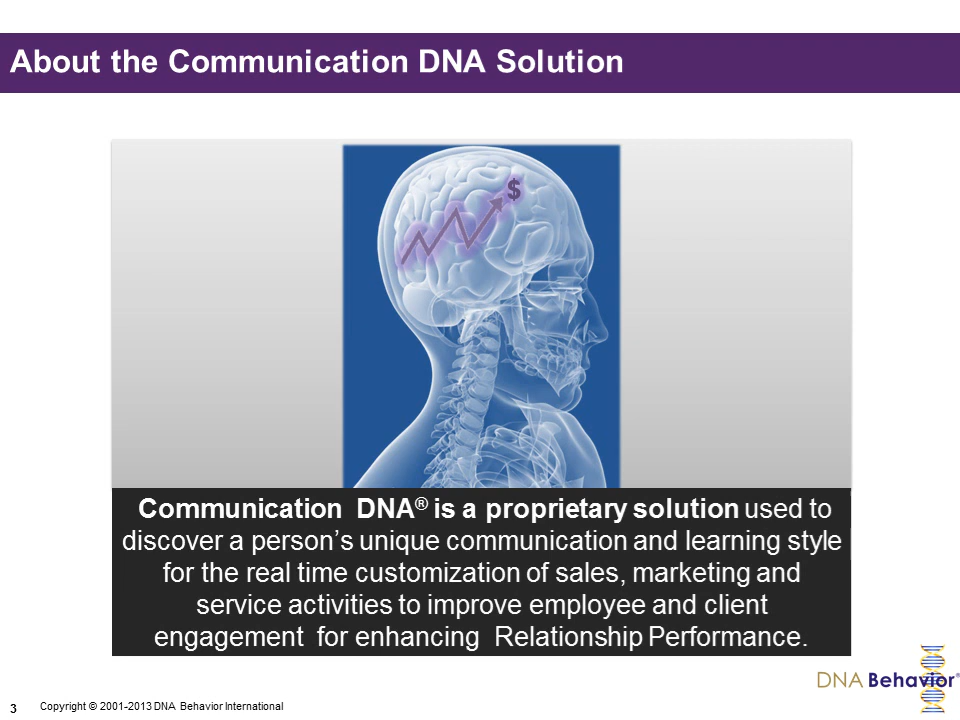 About the Communication DNA Solution
$
Communication DNA® is a proprietary solution used to
discover a person’s unique communication and learning style
for the real time customization of sales, marketing and
service activities to improve employee and client
engagement for enhancing Relationship Performance.
DNA Behavior®
3 Copyright © 2001-2013 DNA Behavior International